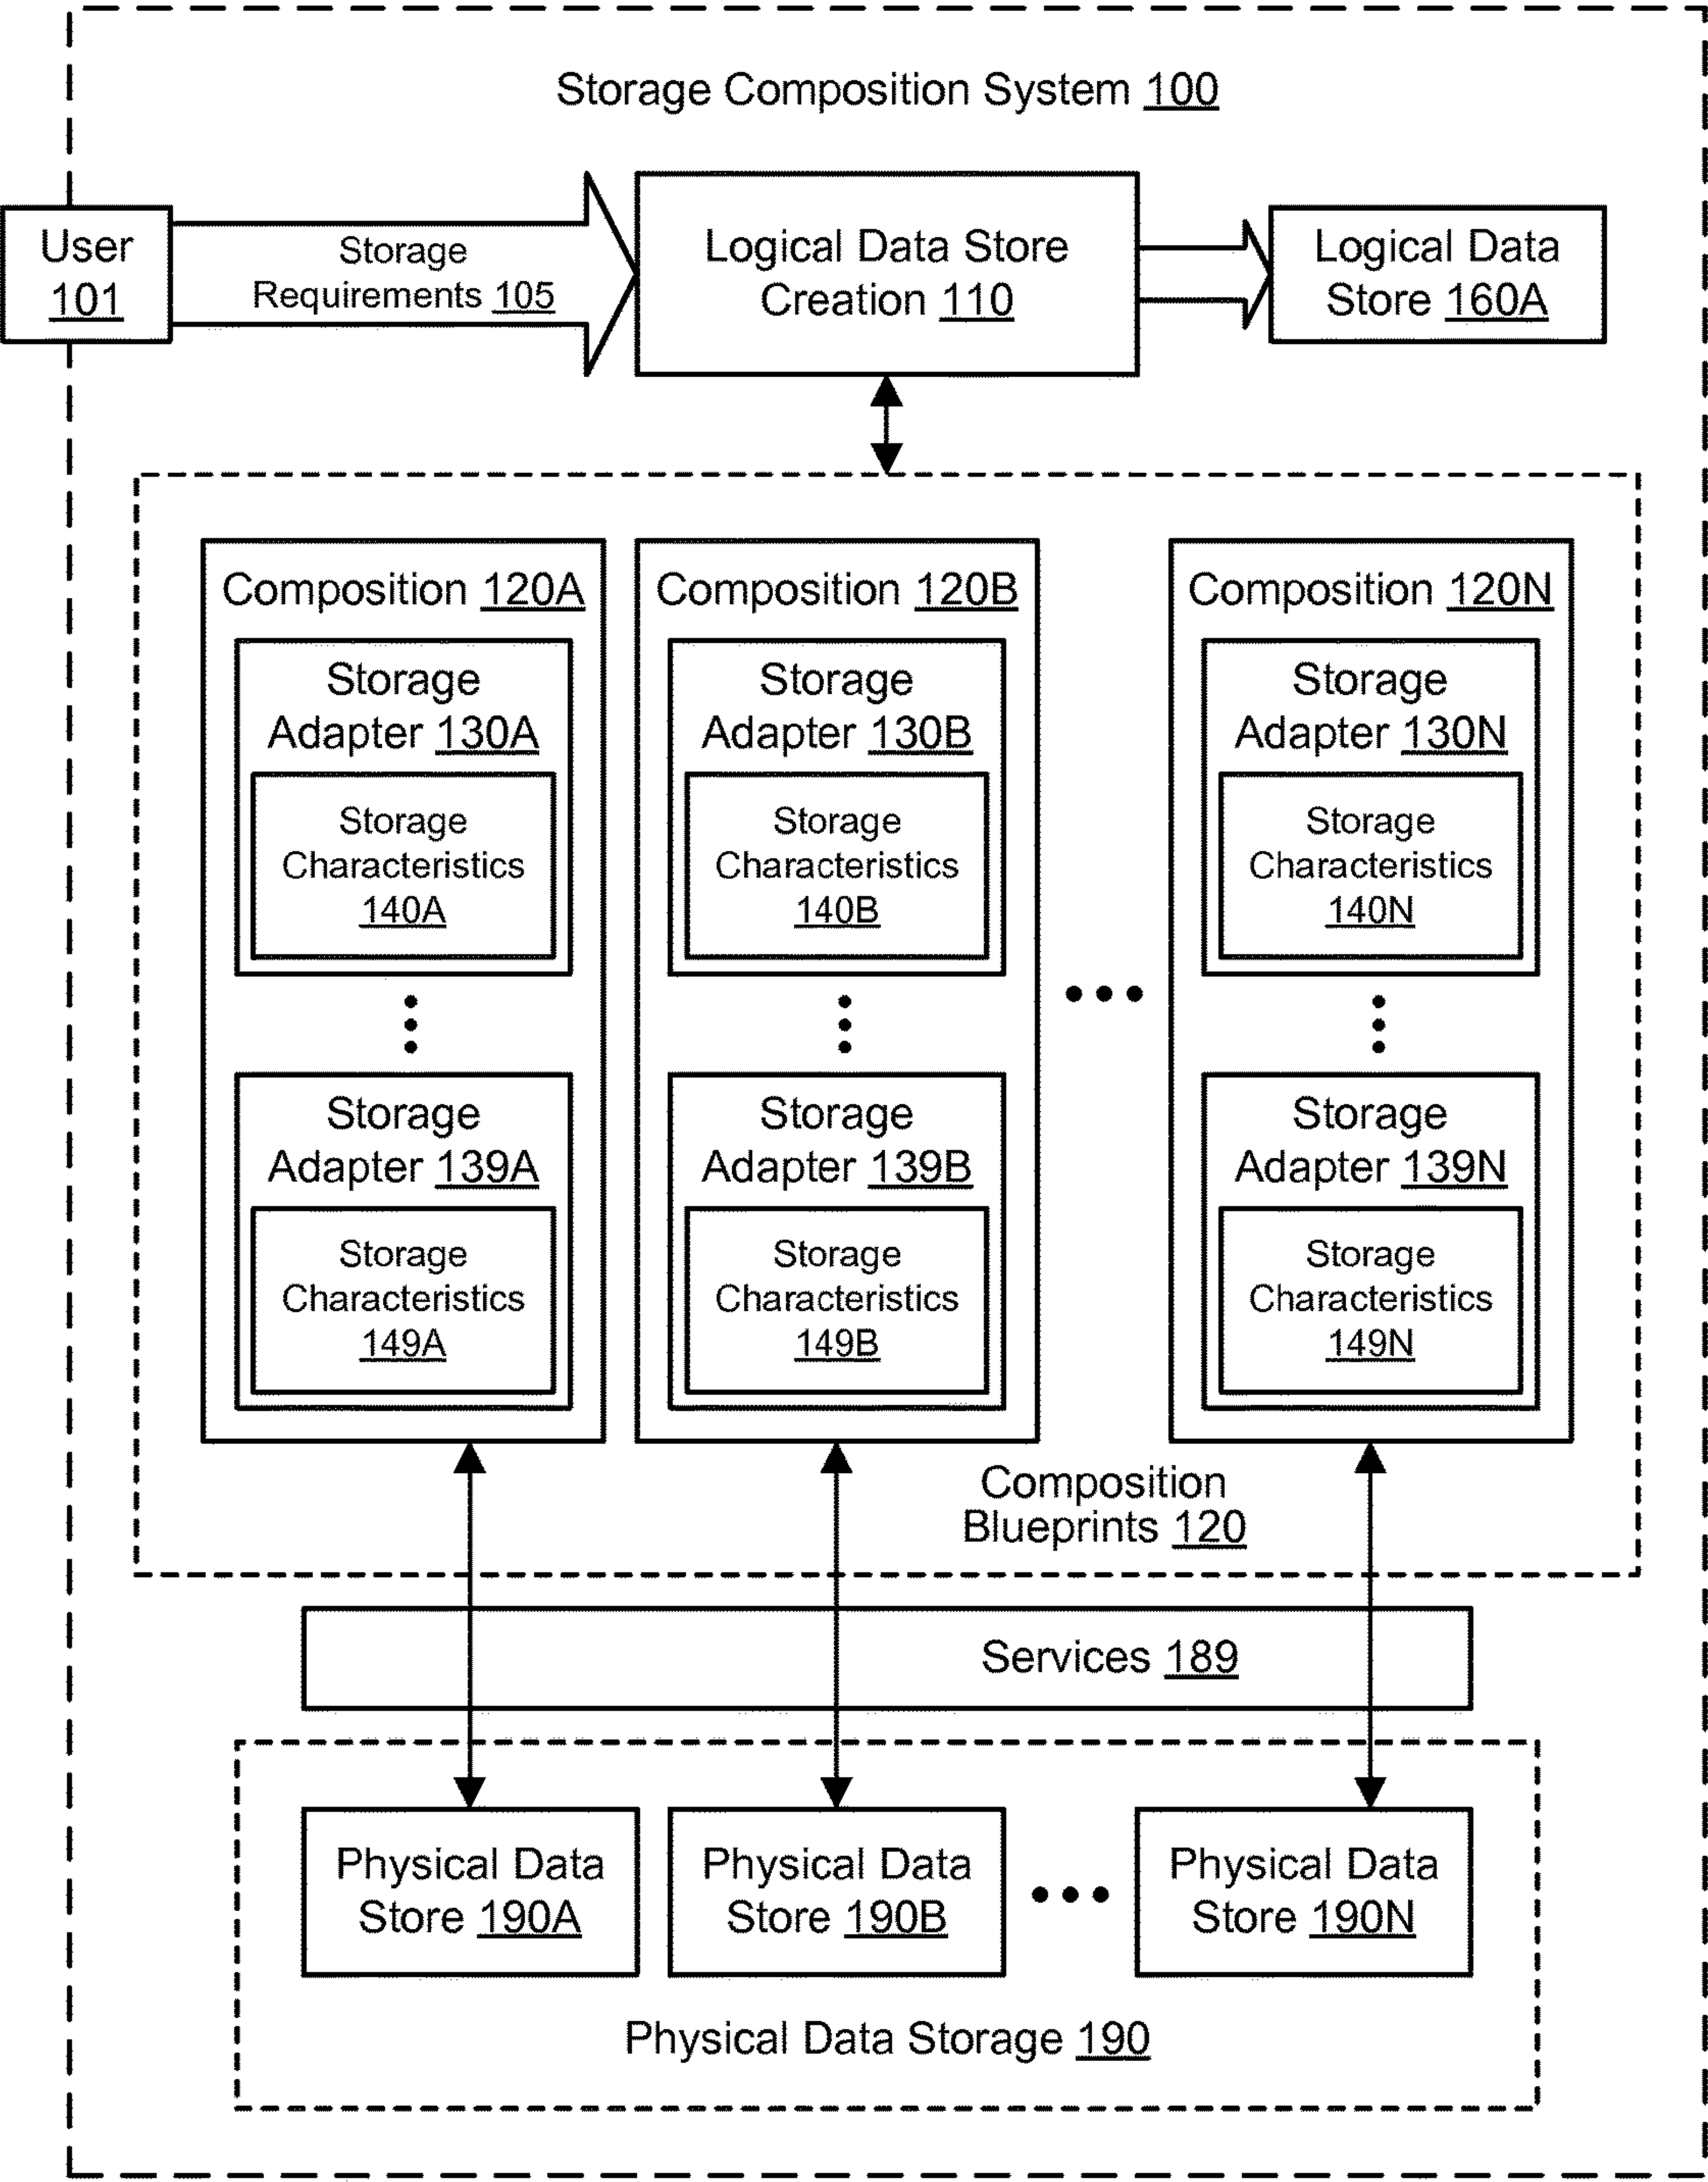 Storage Composition System 100
User
101
Storage
Requirements 105
Logical Data Store
Creation 110
Logical Data
Store 160A
Composition 120A
Storage
Adapter 130A
Storage
Characteristics
140A
Storage
Adapter 139A
Storage
Characteristics
149A
Composition 120B
Storage
Adapter 130B
Storage
Characteristics
140B
Storage
Adapter 139B
Storage
Characteristics
149B
Composition 120N
Storage
Adapter 130N
Storage
Characteristics
140N
Storage
Adapter 139N
Storage
Characteristics
149N
Composition
Blueprints 120
Services 189
Physical Data
Store 190A
Physical Data
Store 190B
Physical Data
Store 190N
Physical Data Storage 190